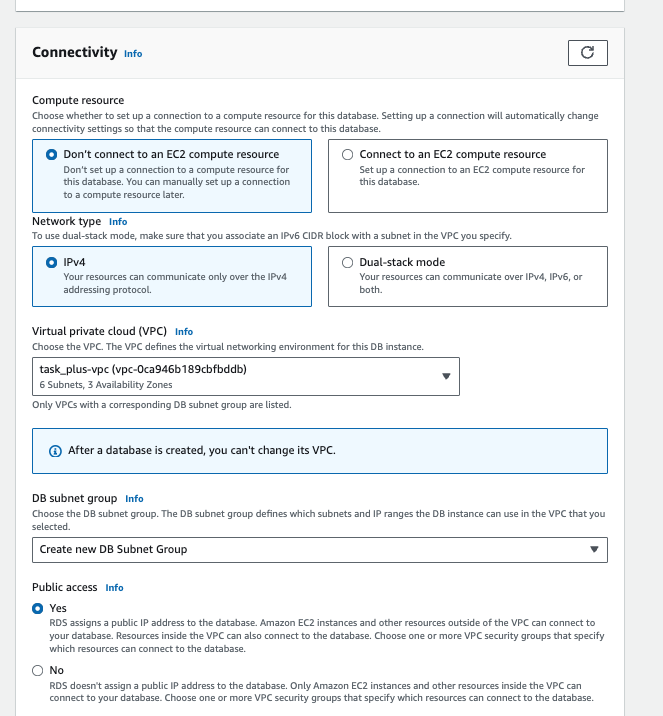 Connectivity Info
Compute resource
Choose whether to set up a connection to a compute resource for this database. Setting up a connection will automatically change
connectivity settings so that the compute resource can connect to this database.
Don't connect to an EC2 compute resource
Don't set up a connection to a compute resource for
this database. You can manually set up a connection
to a compute resource later.
Connect to an EC2 compute resource
Set up a connection to an EC2 compute resource for
this database.
Network type Info
To use dual-stack mode, make sure that you associate an IPv6 CIDR block with a subnet in the VPC you specify.
IPv4
Your resources can communicate only over the IPv4
addressing protocol.
Dual-stack mode
Your resources can communicate over IPv4, IPv6, or
both.
Virtual private cloud (VPC) Info
Choose the VPC. The VPC defines the virtual networking environment for this DB instance.
task_plus-vpc (vpc-0ca946b189cbfbddb)
6 Subnets, 3 Availability Zones
Only VPCs with a corresponding DB subnet group are listed.
After a database is created, you can't change its VPC.
DB subnet group Info
Choose the DB subnet group. The DB subnet group defines which subnets and IP ranges the DB instance can use in the VPC that you
selected.
Create new DB Subnet Group
Public access Info
Yes
RDS assigns a public IP address to the database. Amazon EC2 instances and other resources outside of the VPC can connect to
your database. Resources inside the VPC can also connect to the database. Choose one or more VPC security groups that specify
which resources can connect to the database.
No
RDS doesn't assign a public IP address to the database. Only Amazon EC2 instances and other resources inside the VPC can
connect to your database. Choose one or more VPC security groups that specify which resources can connect to the database.